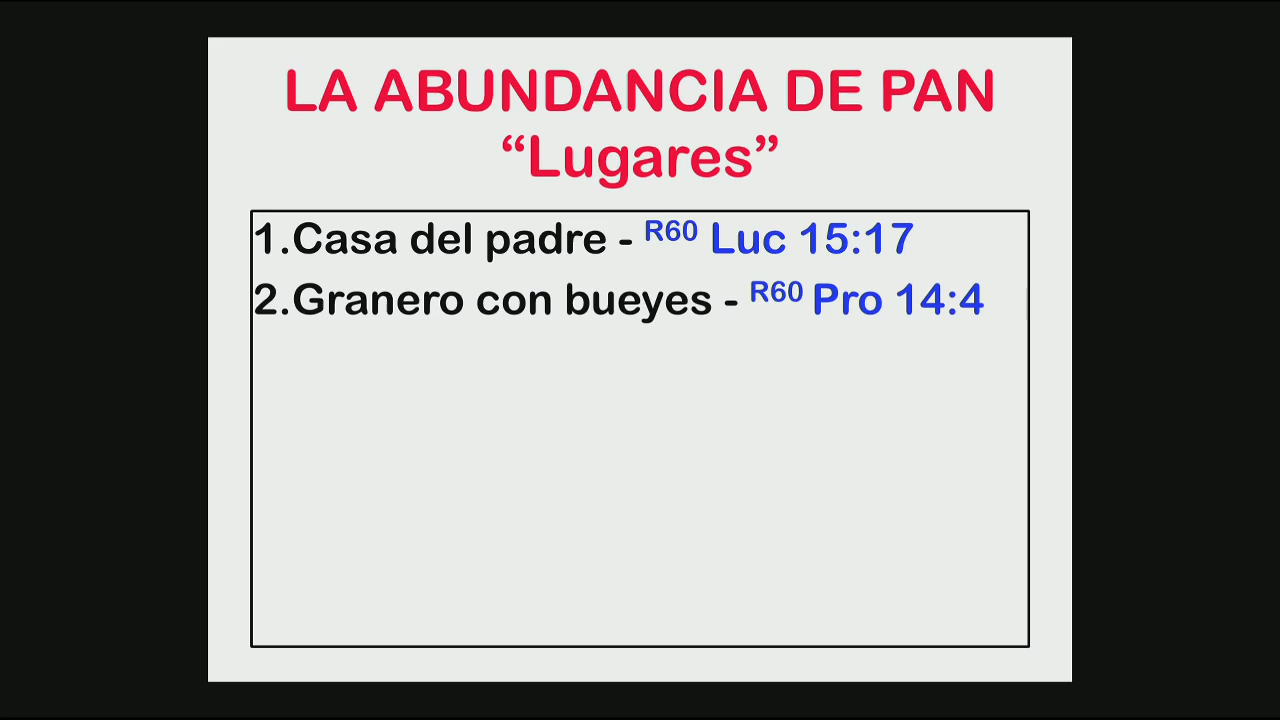 LA ABUNDANCIA DE PAN
“Lugares”
1.Casa del padre - R60 Luc 15:17
2.Granero con bueyes - R60 Pro 14:4